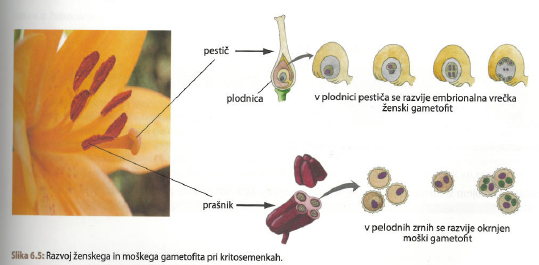 pestič
plodnica
v plodnici pestiča se razvije embrionalna vrečka
ženski gametofit
prašnik
v pelodnih zrnih se razvije okrnjen
moški gametofit
Slika 6.5: Razvoj ženskega in moškega gametofita pri kritosemenkah.